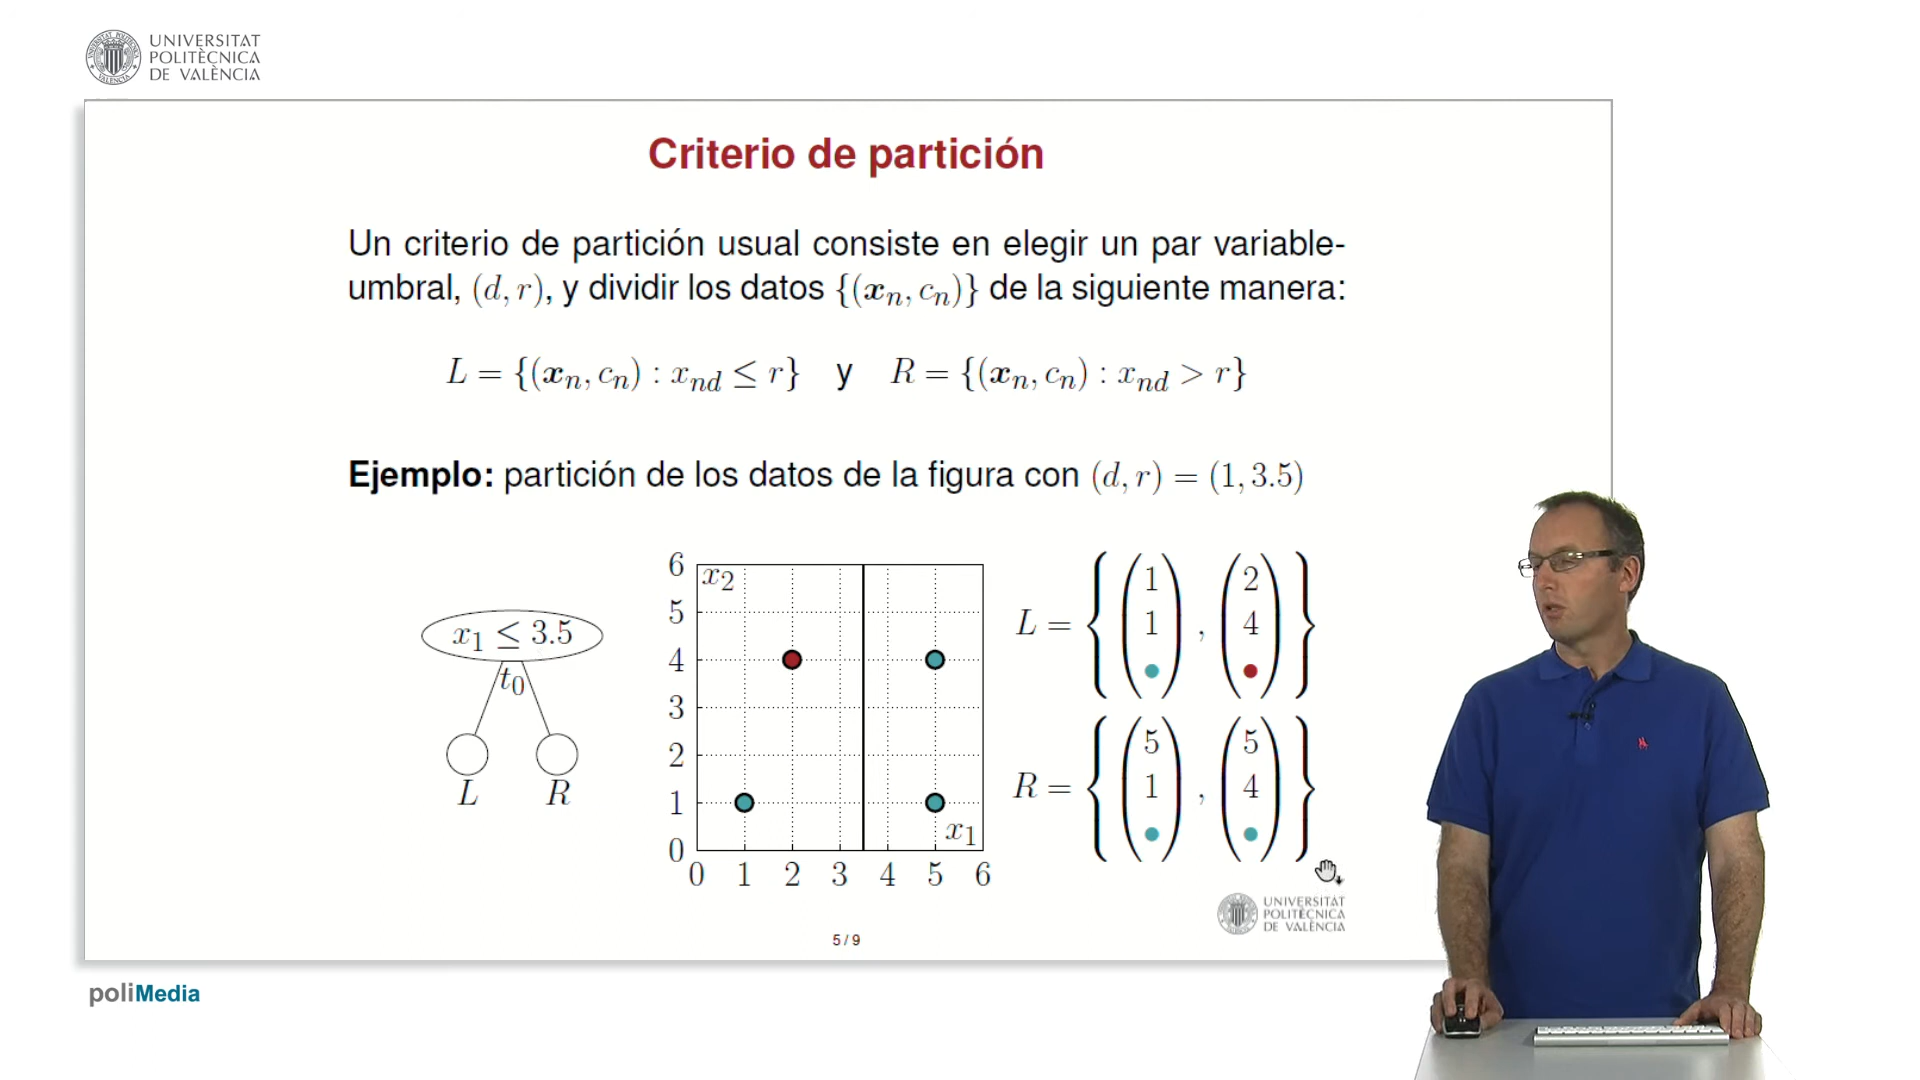 UNIVERSITAT
POLITÈCNICA
DE VALÈNCIA
Criterio de partición
Un criterio de partición usual consiste en elegir un par variable-
umbral, (d, r), y dividir los datos {(xₙ, cₙ)} de la siguiente manera:
L = {(xₙ, cₙ) : xₙd ≤ r} y R = {(xₙ, cₙ) : xₙd > r}
Ejemplo: partición de los datos de la figura con (d, r) = (1, 3.5)
x₁ ≤ 3.5
t₀
L R
x₂
6
5
4
3
2
1
0
0 1 2 3 4 5 6
x₁
L = { ( 1 1 ● ) , ( 2 4 ● ) }
R = { ( 5 1 ● ) , ( 5 4 ● ) }
UNIVERSITAT
POLITÈCNICA
DE VALÈNCIA
5 / 9
poliMedia